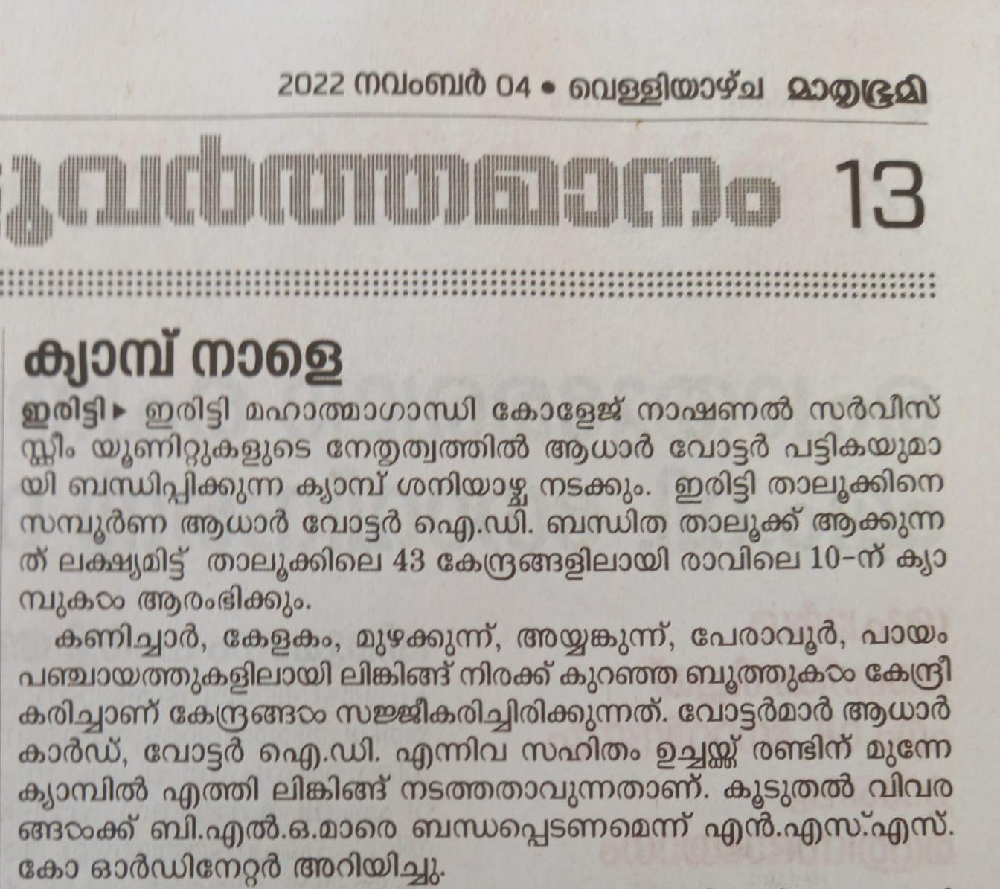 2022 നവംബർ 04 • വെള്ളിയാഴ്ച മാതൃഭൂമി
വർത്തമാനം 13
ക്യാമ്പ് നാളെ
ഇരിട്ടി▸ ഇരിട്ടി മഹാത്മാഗാന്ധി കോളേജ് നാഷണൽ സർവീസ്
സ്കീം യൂണിറ്റുകളുടെ നേതൃത്വത്തിൽ ആധാർ വോട്ടർ പട്ടികയുമാ
യി ബന്ധിപ്പിക്കുന്ന ക്യാമ്പ് ശനിയാഴ്ച നടക്കും. ഇരിട്ടി താലൂക്കിനെ
സമ്പൂർണ ആധാർ വോട്ടർ ഐ.ഡി. ബന്ധിത താലൂക്ക് ആക്കുന്ന
ത് ലക്ഷ്യമിട്ട് താലൂക്കിലെ 43 കേന്ദ്രങ്ങളിലായി രാവിലെ 10-ന് ക്യാ
മ്പുകൾ ആരംഭിക്കും.
കണിച്ചാർ, കേളകം, മുഴക്കുന്ന്, അയ്യങ്കുന്ന്, പേരാവൂർ, പായം
പഞ്ചായത്തുകളിലായി ലിങ്കിങ്ങ് നിരക്ക് കുറഞ്ഞ ബൂത്തുകൾ കേന്ദ്രീ
കരിച്ചാണ് കേന്ദ്രങ്ങൾ സജ്ജീകരിച്ചിരിക്കുന്നത്. വോട്ടർമാർ ആധാർ
കാർഡ്, വോട്ടർ ഐ.ഡി. എന്നിവ സഹിതം ഉച്ചയ്ക്ക് രണ്ടിന് മുന്നേ
ക്യാമ്പിൽ എത്തി ലിങ്കിങ്ങ് നടത്തതാവുന്നതാണ്. കൂടുതൽ വിവര
ങ്ങൾക്ക് ബി.എൽ.ഒ.മാരെ ബന്ധപ്പെടണമെന്ന് എൻ.എസ്.എസ്.
കോ ഓർഡിനേറ്റർ അറിയിച്ചു.